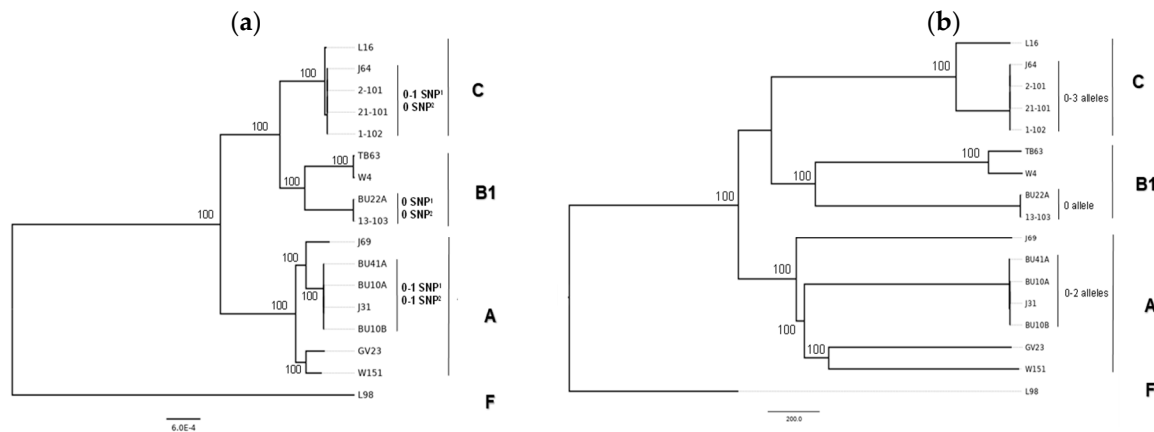 (a)
L16
100
J64
2-101
0-1 SNP¹
C
0 SNP²
21-101
1-102
100
TB63
100
W4
B1
100
BU22A
0 SNP¹
0 SNP²
13-103
100
J69
100
BU41A
BU10A
0-1 SNP¹
100
0-1 SNP²
J31
100
A
BU10B
GV23
100
W151
L98
F
6.0E-4
(b)
L16
100
J64
C
2-101
0-3 alleles
21-101
1-102
TB63
100
W4
B1
100
100
BU22A
0 allele
13-103
J69
BU41A
100
BU10A
0-2 alleles
J31
A
BU10B
100
GV23
100
W151
L98
F
200.0